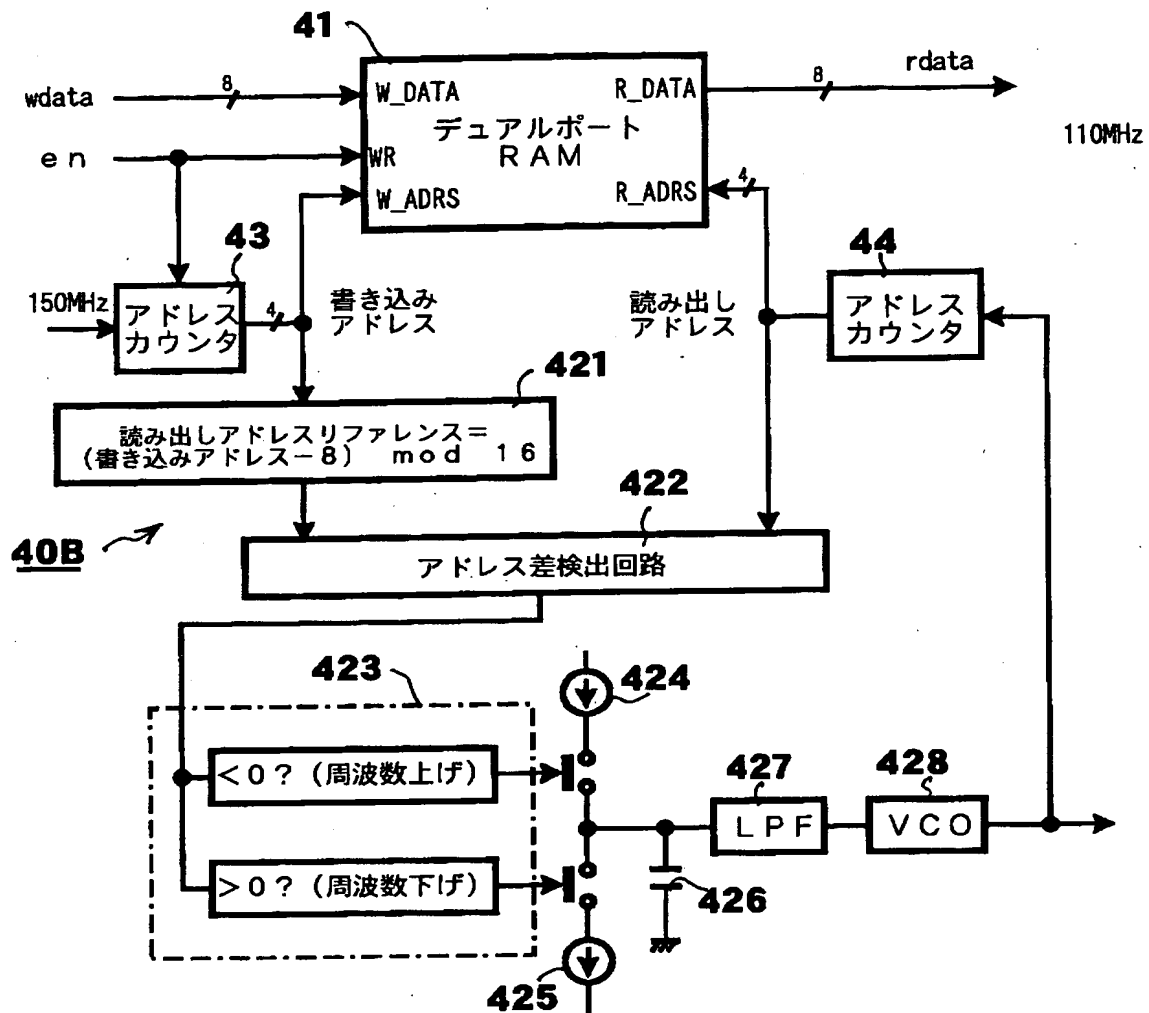 41
wdata
8
W_DATA
R_DATA
8
rdata
デュアルポート
RAM
110MHz
en
WR
W_ADRS
R_ADRS
4
43
44
150MHz
アドレス
カウンタ
4
書き込み
アドレス
読み出し
アドレス
アドレス
カウンタ
421
読み出しアドレスリファレンス=
(書き込みアドレス-8) mod 16
422
40B
アドレス差検出回路
423
424
<0?(周波数上げ)
427
428
LPF
VCO
>0?(周波数下げ)
426
425